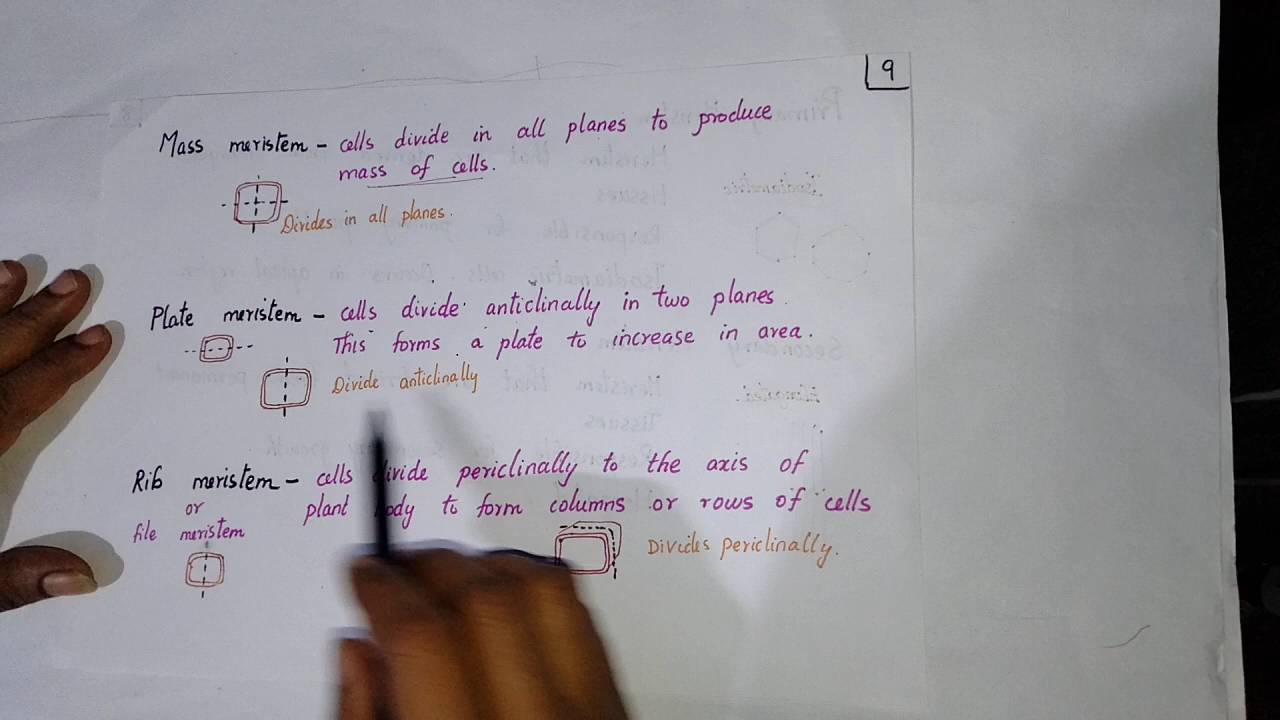 9
Mass meristem - cells divide in all planes to produce
mass of cells.
Divides in all planes.
Plate meristem - cells divide anticlinally in two planes.
This forms a plate to increase in area.
Divide anticlinally
Rib meristem - cells divide periclinally to the axis of
or plant body to form columns or rows of cells
file meristem
Divides periclinally.